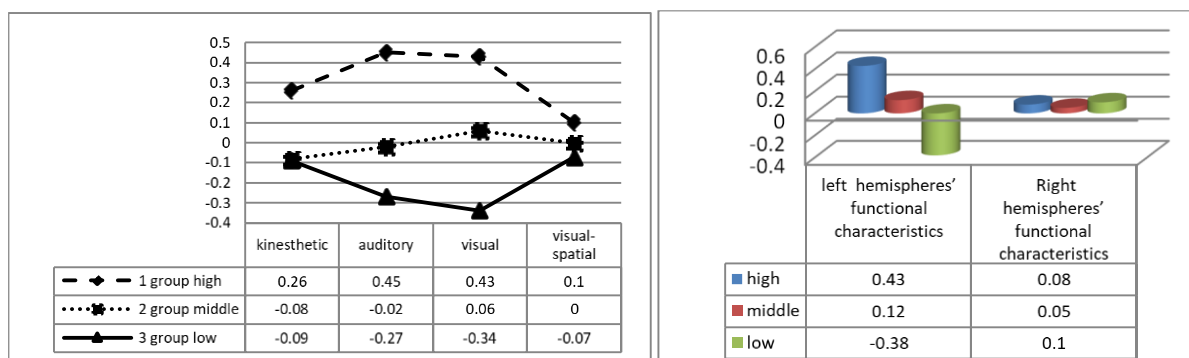 0.5
0.4
0.3
0.2
0.1
0
-0.1
-0.2
-0.3
-0.4
kinesthetic auditory visual visual-
spatial
1 group high 0.26 0.45 0.43 0.1
2 group middle -0.08 -0.02 0.06 0
3 group low -0.09 -0.27 -0.34 -0.07
0.6
0.4
0.2
0
-0.2
-0.4
left hemispheres'
functional
characteristics
Right
hemispheres'
functional
characteristics
high 0.43 0.08
middle 0.12 0.05
low -0.38 0.1